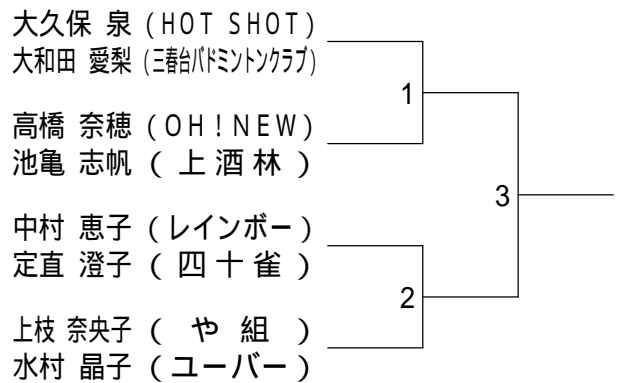 大久保 泉 (HOT SHOT)
大和田 愛梨 (三春台バドミントンクラブ)
1
高橋 奈穂 (OH!NEW)
池亀 志帆 ( 上酒林 )
3
中村 恵子 (レインボー)
定直 澄子 ( 四十雀 )
2
上枝 奈央子 ( や 組 )
水村 晶子 (ユーバー)